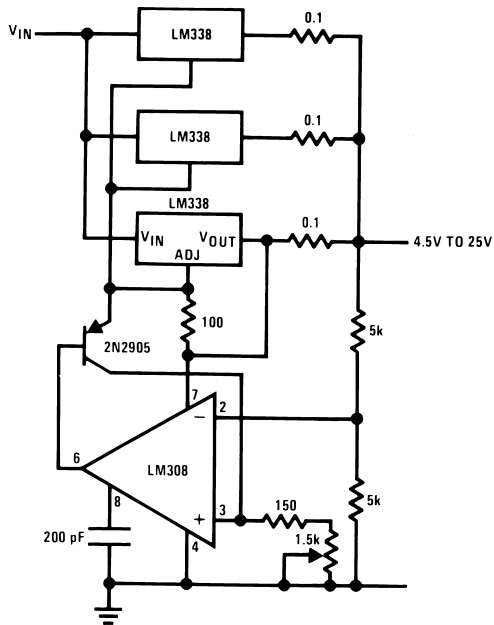 VIN
LM338
0.1
LM338
0.1
LM338
VIN
VOUT
ADJ
0.1
4.5V TO 25V
100
5k
2N2905
7
2
6
LM308
8
3
150
5k
200 pF
4
1.5k